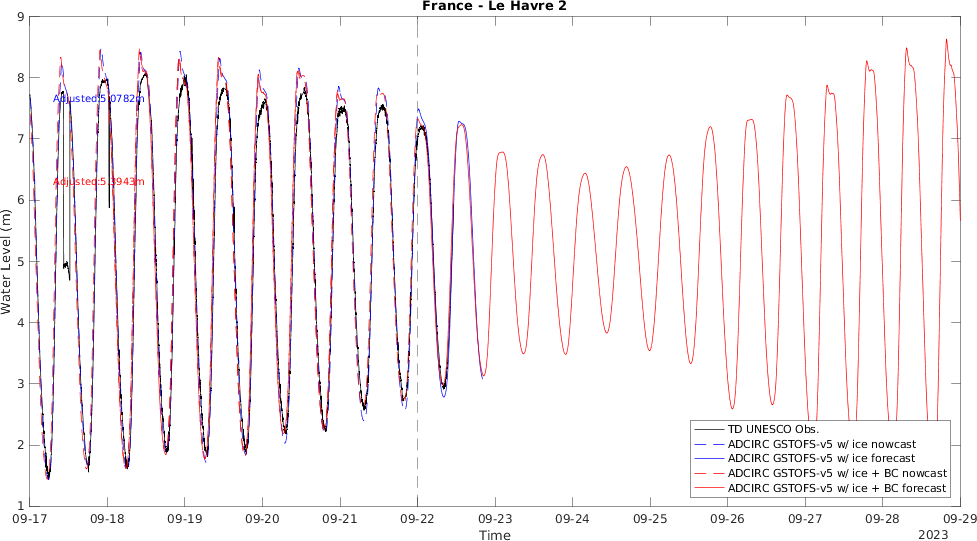 France - Le Havre 2
9
8
7
6
5
4
3
2
1
Water Level (m)
Adjusted:5.0782m
Adjusted:5.3943m
TD UNESCO Obs.
ADCIRC GSTOFS-v5 w/ ice nowcast
ADCIRC GSTOFS-v5 w/ ice forecast
ADCIRC GSTOFS-v5 w/ ice + BC nowcast
ADCIRC GSTOFS-v5 w/ ice + BC forecast
09-17 09-18 09-19 09-20 09-21 09-22 09-23 09-24 09-25 09-26 09-27 09-28 09-29
Time
2023